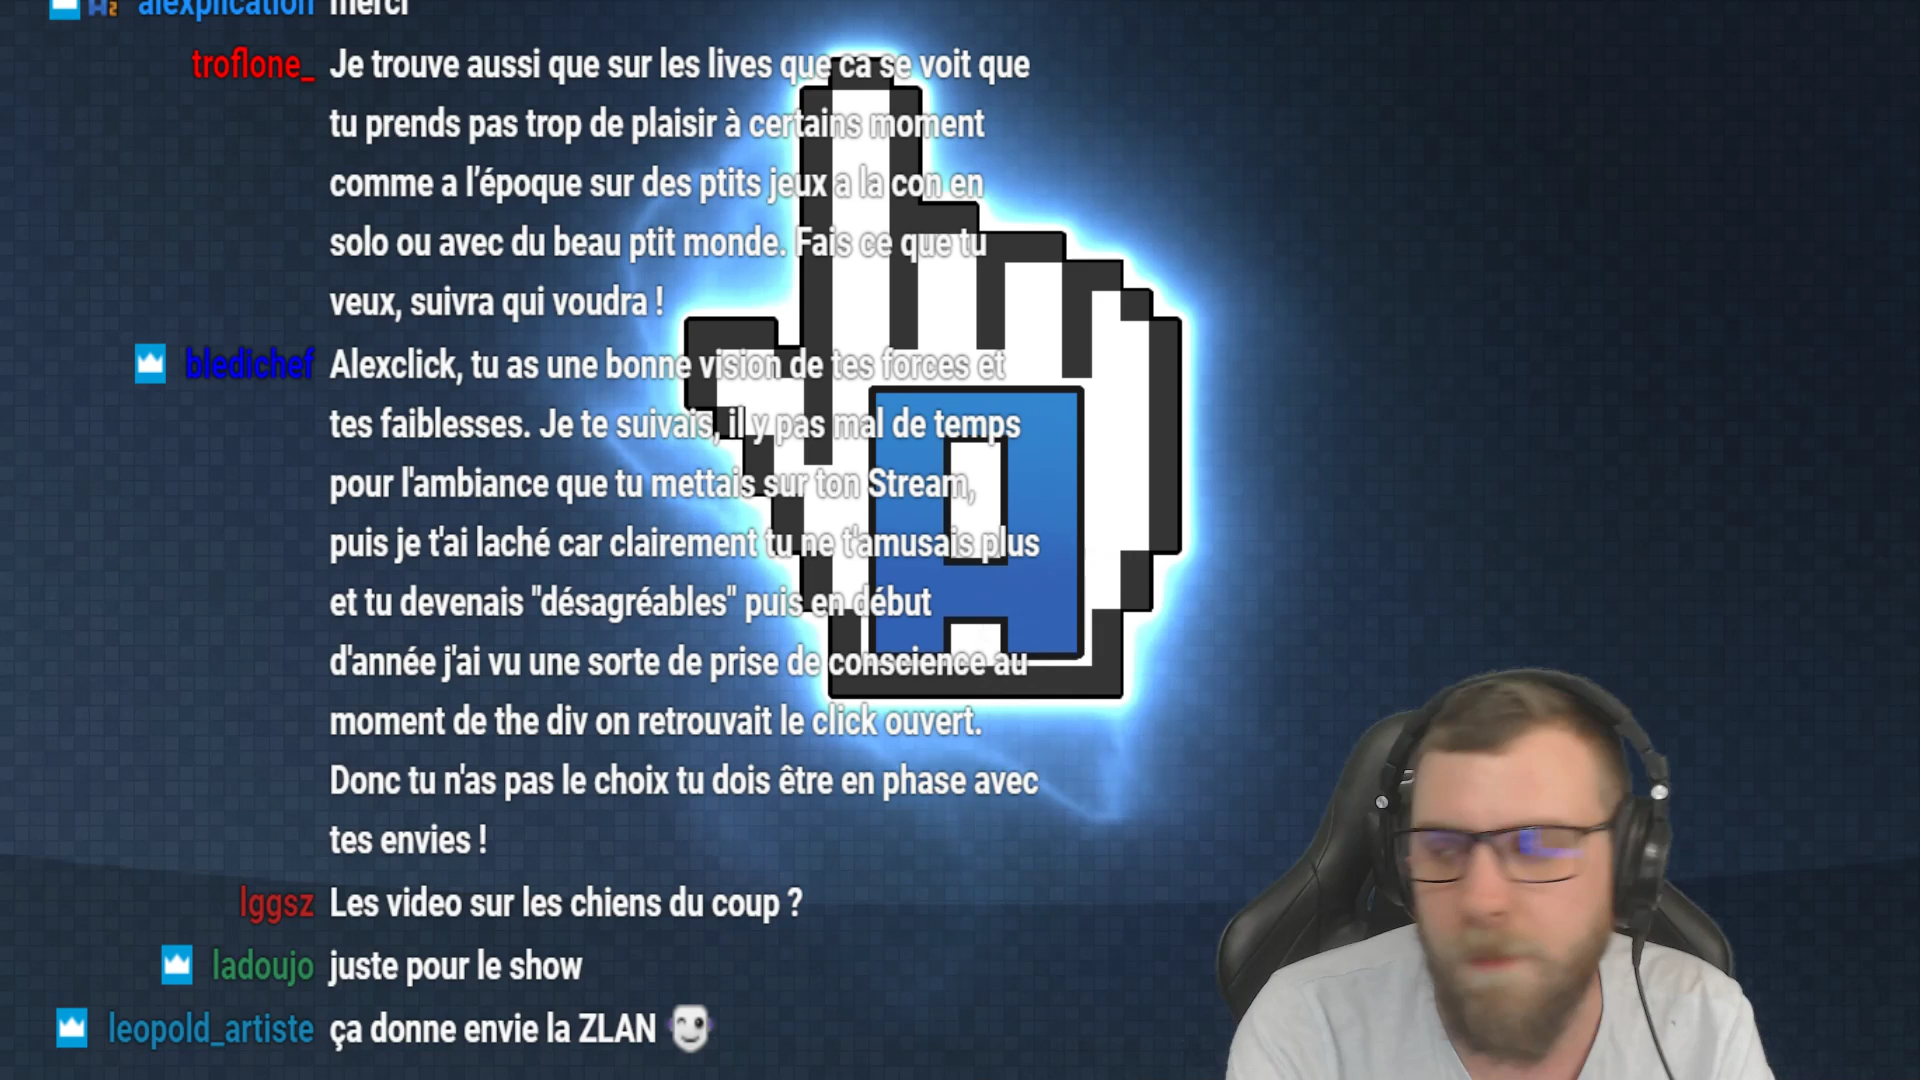 alexplication merci
troflone_ Je trouve aussi que sur les lives que ca se voit que
tu prends pas trop de plaisir à certains moment
comme a l'époque sur des ptits jeux a la con en
solo ou avec du beau ptit monde. Fais ce que tu
veux, suivra qui voudra !
bledichef Alexclick, tu as une bonne vision de tes forces et
tes faiblesses. Je te suivais, il y pas mal de temps
pour l'ambiance que tu mettais sur ton Stream,
puis je t'ai laché car clairement tu ne t'amusais plus
et tu devenais "désagréables" puis en début
d'année j'ai vu une sorte de prise de conscience au
moment de the div on retrouvait le click ouvert.
Donc tu n'as pas le choix tu dois être en phase avec
tes envies !
lggsz Les video sur les chiens du coup ?
ladoujo juste pour le show
leopold_artiste ça donne envie la ZLAN
A